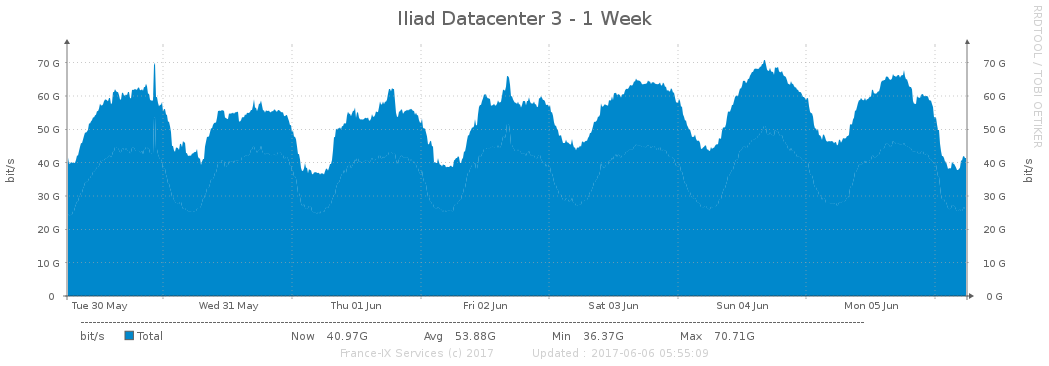 Iliad Datacenter 3 - 1 Week
RRDTOOL / TOBI OETIKER
bit/s
70 G 70 G
60 G 60 G
50 G 50 G
40 G 40 G
30 G 30 G
20 G 20 G
10 G 10 G
0 0 G
bit/s
Tue 30 May Wed 31 May Thu 01 Jun Fri 02 Jun Sat 03 Jun Sun 04 Jun Mon 05 Jun
bit/s Total Now 40.97G Avg 53.88G Min 36.37G Max 70.71G
France-IX Services (c) 2017 Updated : 2017-06-06 05:55:09